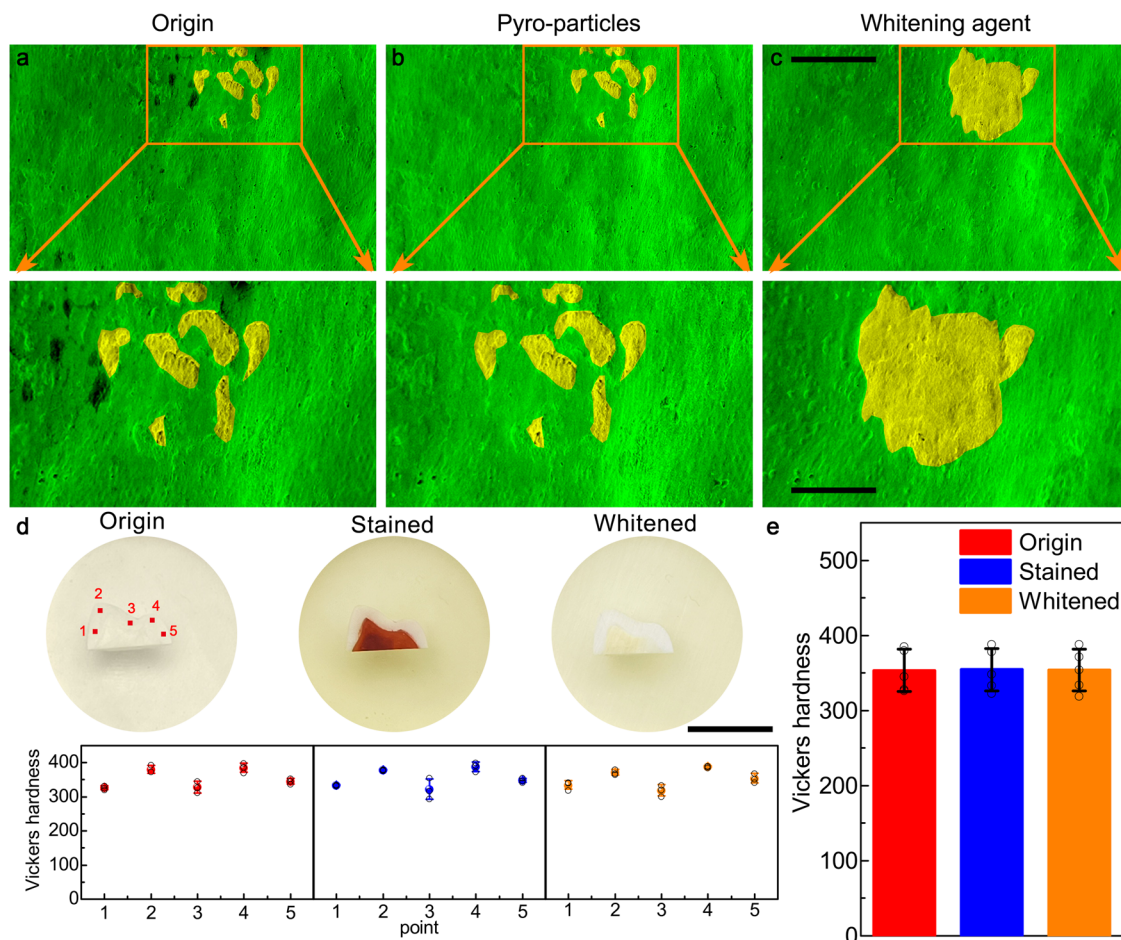 Origin
Pyro-particles
Whitening agent
a
b
c
d
Origin
Stained
Whitened
1
2
3
4
5
Vickers hardness
400
300
200
100
0
1 2 3 4 5
1 2 3 4 5
1 2 3 4 5
point
e
Origin
Stained
Whitened
Vickers hardness
500
400
300
200
100
0